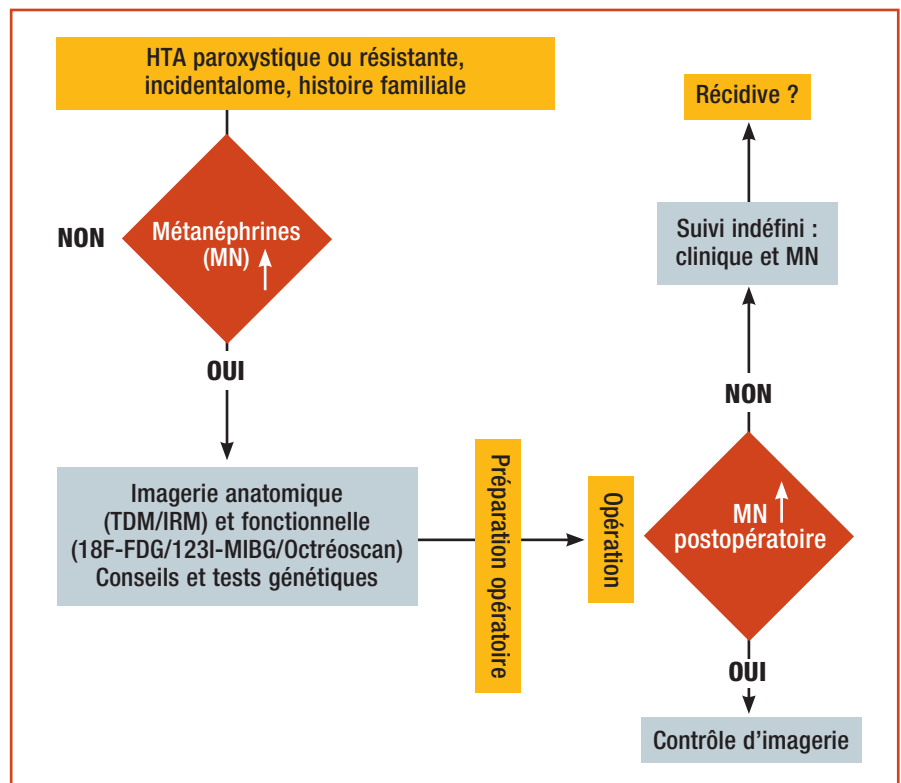 HTA paroxystique ou résistante,
incidentalome, histoire familiale
NON
Métanéphrines
(MN)
OUI
Imagerie anatomique
(TDM/IRM) et fonctionnelle
(18F-FDG/123I-MIBG/Octréoscan)
Conseils et tests génétiques
Préparation opératoire
Opération
MN
postopératoire
NON
Suivi indéfini :
clinique et MN
Récidive ?
OUI
Contrôle d’imagerie